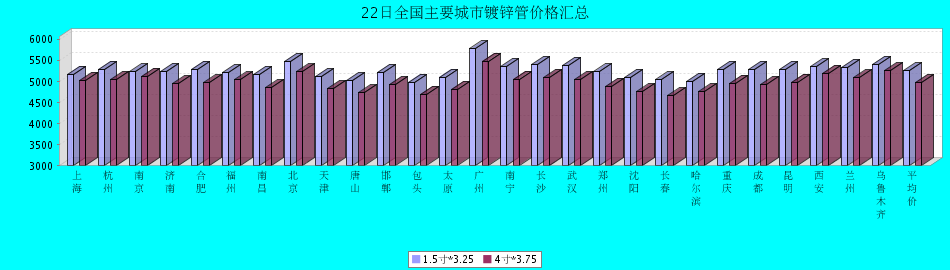 22日全国主要城市镀锌管价格汇总
6000
5500
5000
4500
4000
3500
3000
上海
杭州
南京
济南
合肥
福州
南昌
北京
天津
唐山
邯郸
包头
太原
广州
南宁
长沙
武汉
郑州
沈阳
长春
哈尔滨
重庆
成都
昆明
西安
兰州
乌鲁木齐
平均价
1.5寸*3.25
4寸*3.75